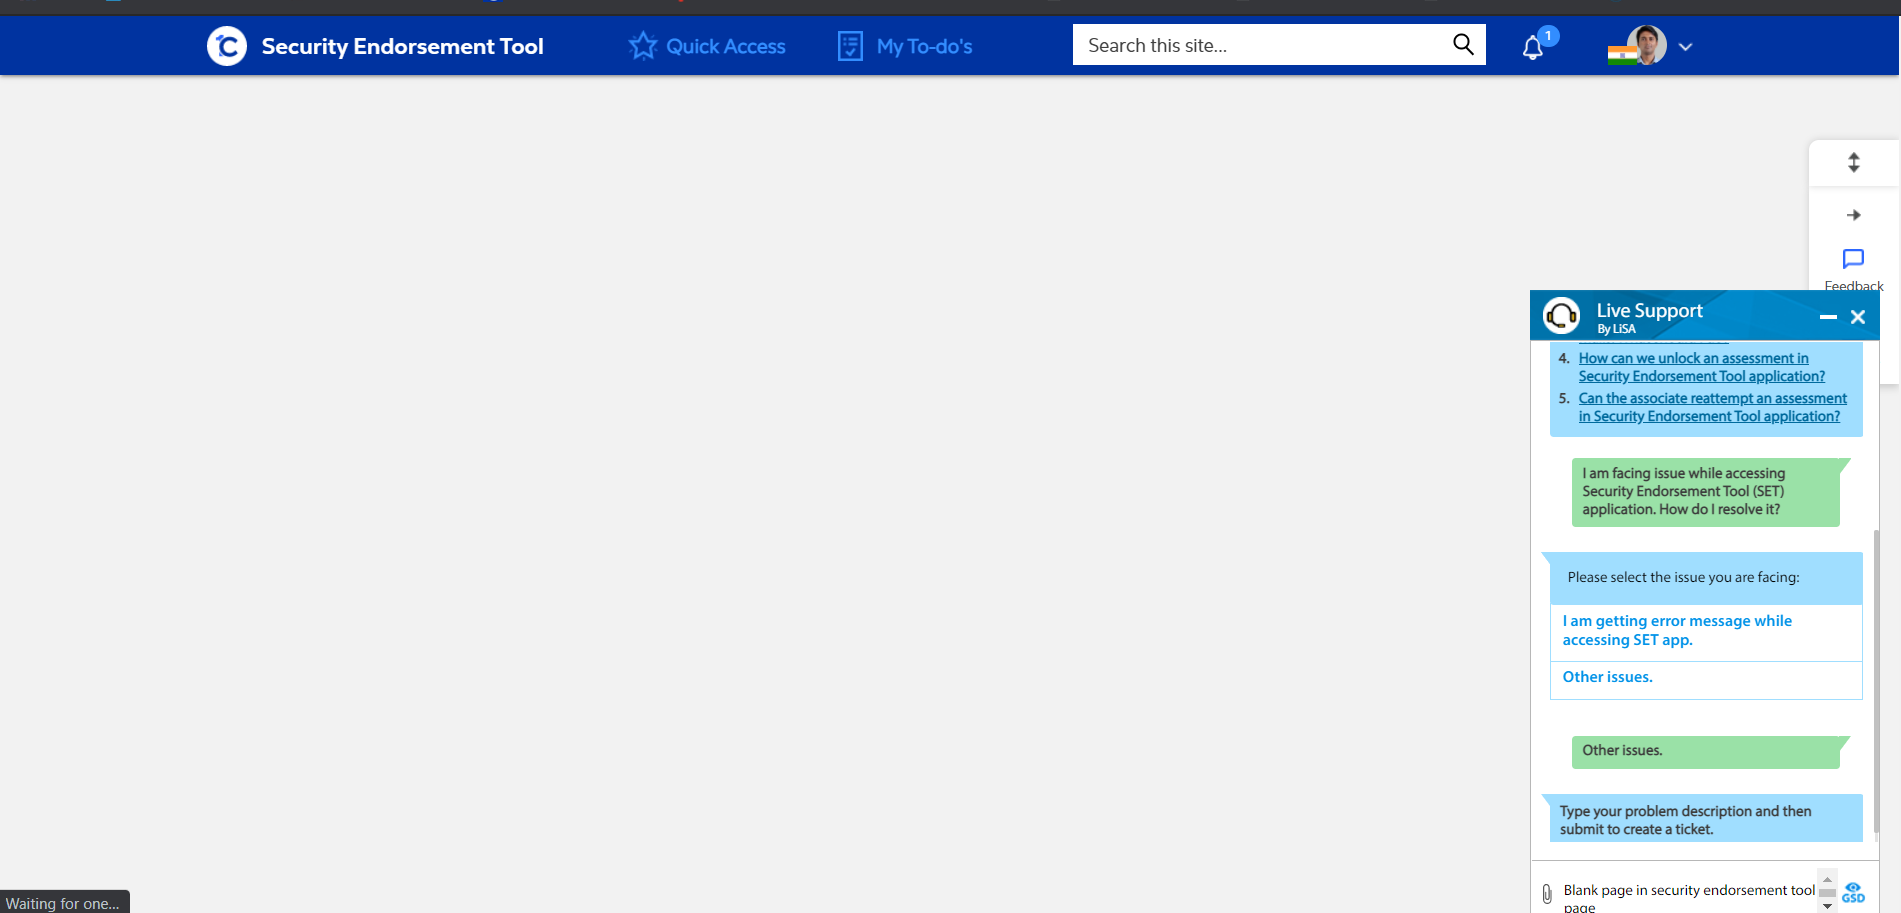 Security Endorsement Tool
Quick Access
My To-do's
Search this site...
1
Feedback
Live Support
By LiSA
4. How can we unlock an assessment in
Security Endorsement Tool application?
5. Can the associate reattempt an assessment
in Security Endorsement Tool application?
I am facing issue while accessing
Security Endorsement Tool (SET)
application. How do I resolve it?
Please select the issue you are facing:
I am getting error message while
accessing SET app.
Other issues.
Other issues.
Type your problem description and then
submit to create a ticket.
Blank page in security endorsement tool
page
GSD
Waiting for one...